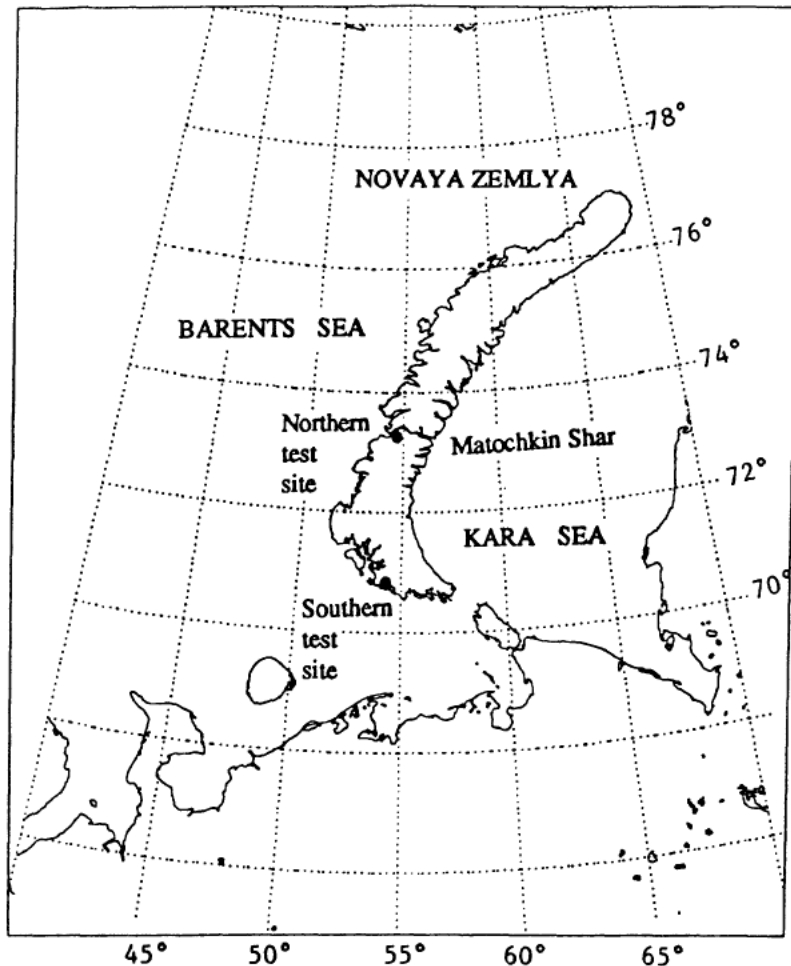 78°
NOVAYA ZEMLYA
76°
BARENTS SEA
74°
Northern
test
site
Matochkin Shar
72°
KARA SEA
70°
Southern
test
site
45° 50° 55° 60° 65°